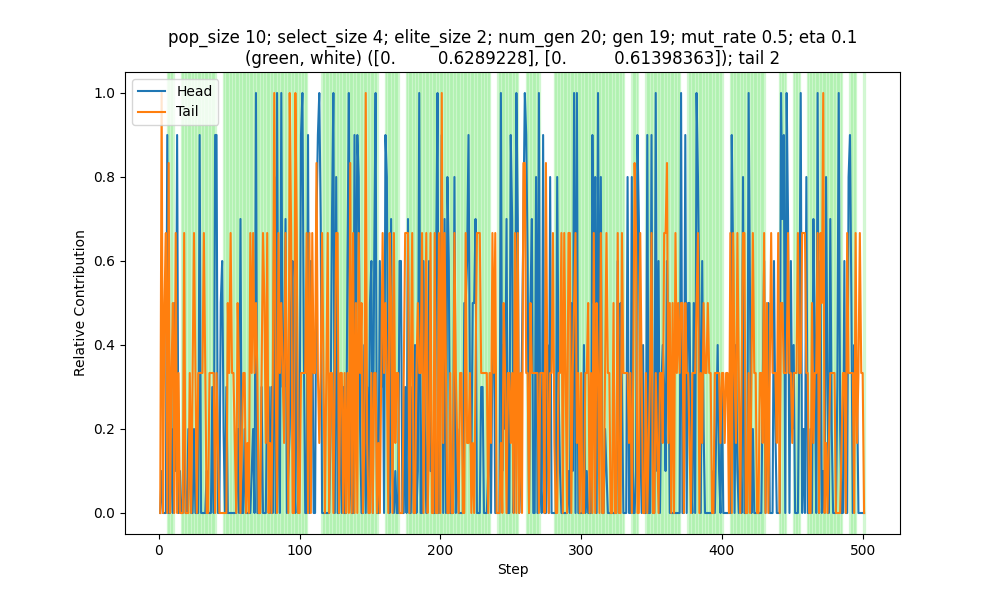 pop_size 10; select_size 4; elite_size 2; num_gen 20; gen 19; mut_rate 0.5; eta 0.1
(green, white) ([0. 0.6289228], [0. 0.61398363]); tail 2
Head
Tail
1.0
0.8
0.6
0.4
0.2
0.0
Relative Contribution
0 100 200 300 400 500
Step